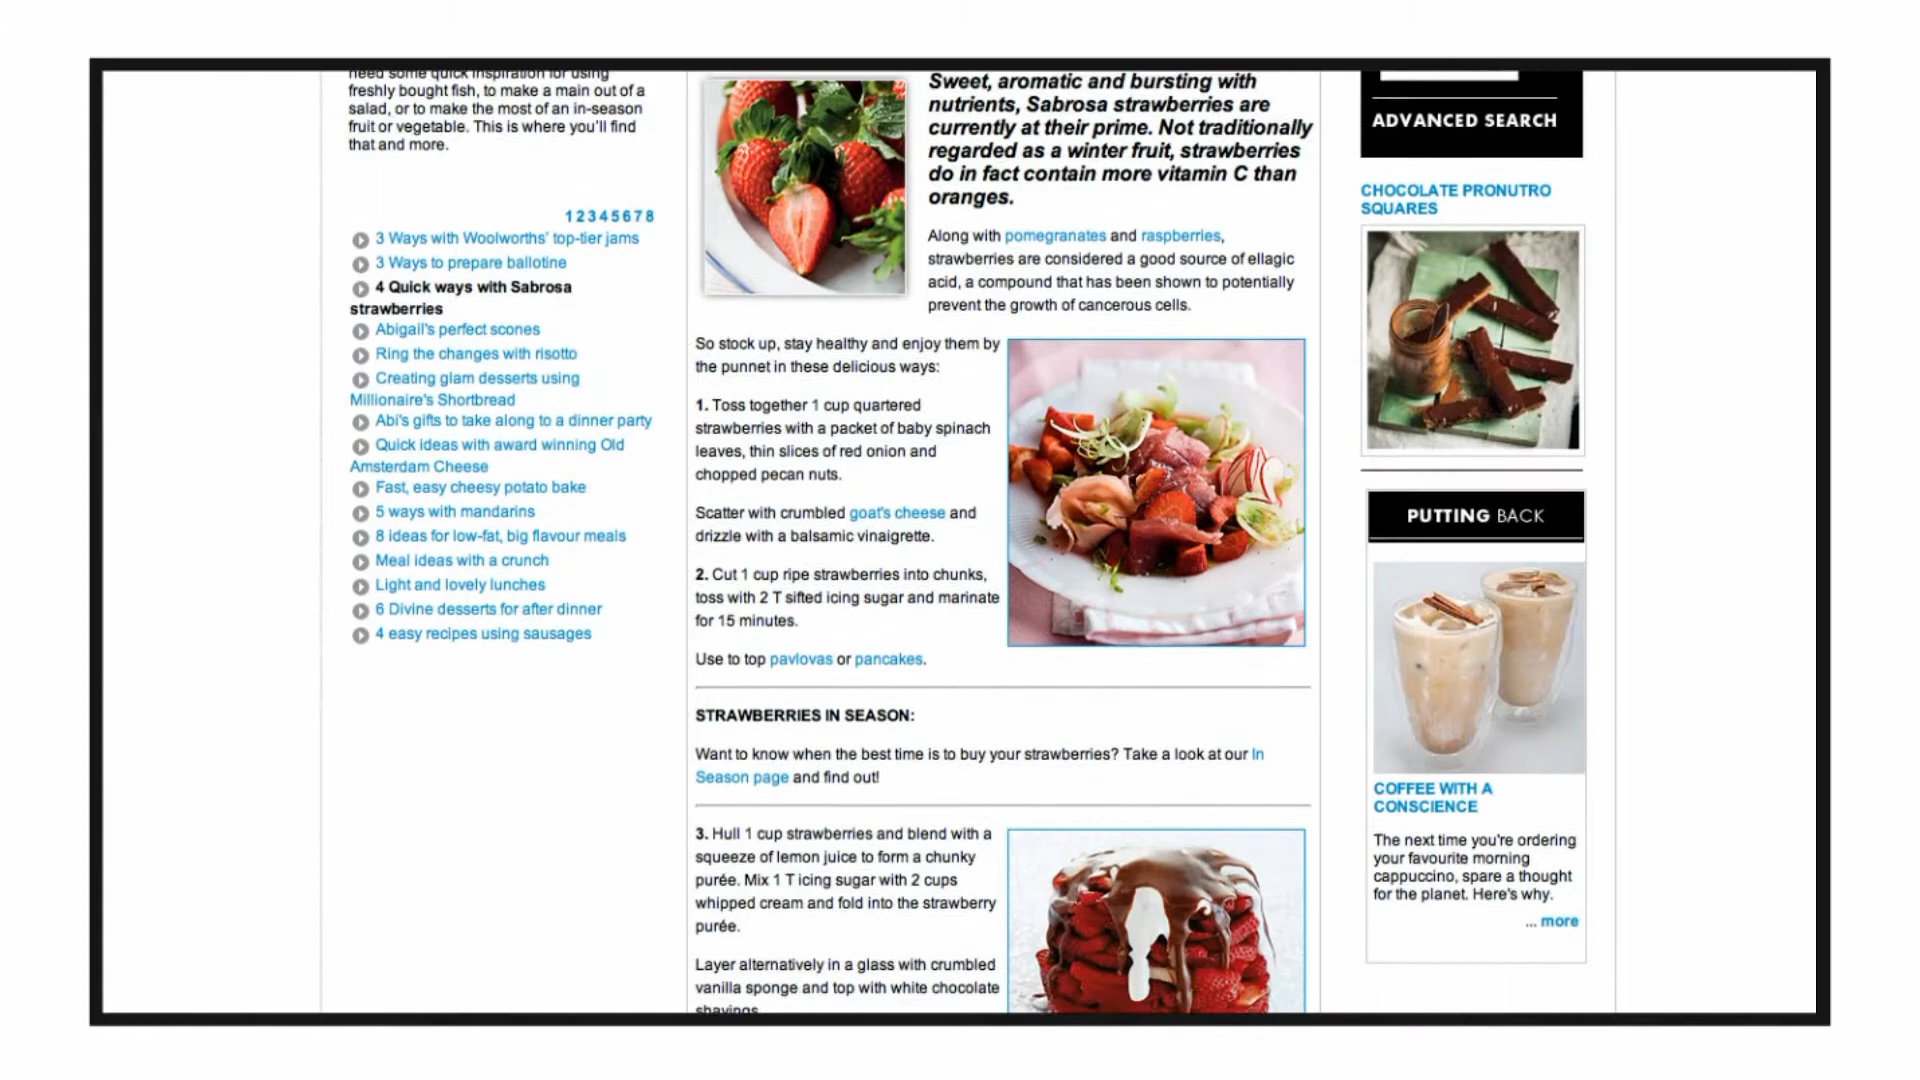 need some quick inspiration for using
freshly bought fish, to make a main out of a
salad, or to make the most of an in-season
fruit or vegetable. This is where you'll find
that and more.
1 2 3 4 5 6 7 8
3 Ways with Woolworths' top-tier jams
3 Ways to prepare ballotine
4 Quick ways with Sabrosa
strawberries
Abigail's perfect scones
Ring the changes with risotto
Creating glam desserts using
Millionaire's Shortbread
Abi's gifts to take along to a dinner party
Quick ideas with award winning Old
Amsterdam Cheese
Fast, easy cheesy potato bake
5 ways with mandarins
8 ideas for low-fat, big flavour meals
Meal ideas with a crunch
Light and lovely lunches
6 Divine desserts for after dinner
4 easy recipes using sausages
Sweet, aromatic and bursting with
nutrients, Sabrosa strawberries are
currently at their prime. Not traditionally
regarded as a winter fruit, strawberries
do in fact contain more vitamin C than
oranges.
Along with pomegranates and raspberries,
strawberries are considered a good source of ellagic
acid, a compound that has been shown to potentially
prevent the growth of cancerous cells.
So stock up, stay healthy and enjoy them by
the punnet in these delicious ways:
1. Toss together 1 cup quartered
strawberries with a packet of baby spinach
leaves, thin slices of red onion and
chopped pecan nuts.
Scatter with crumbled goat's cheese and
drizzle with a balsamic vinaigrette.
2. Cut 1 cup ripe strawberries into chunks,
toss with 2 T sifted icing sugar and marinate
for 15 minutes.
Use to top pavlovas or pancakes.
STRAWBERRIES IN SEASON:
Want to know when the best time is to buy your strawberries? Take a look at our In
Season page and find out!
3. Hull 1 cup strawberries and blend with a
squeeze of lemon juice to form a chunky
purée. Mix 1 T icing sugar with 2 cups
whipped cream and fold into the strawberry
purée.
Layer alternatively in a glass with crumbled
vanilla sponge and top with white chocolate
shavings
ADVANCED SEARCH
CHOCOLATE PRONUTRO
SQUARES
PUTTING BACK
COFFEE WITH A
CONSCIENCE
The next time you're ordering
your favourite morning
cappuccino, spare a thought
for the planet. Here's why.
... more